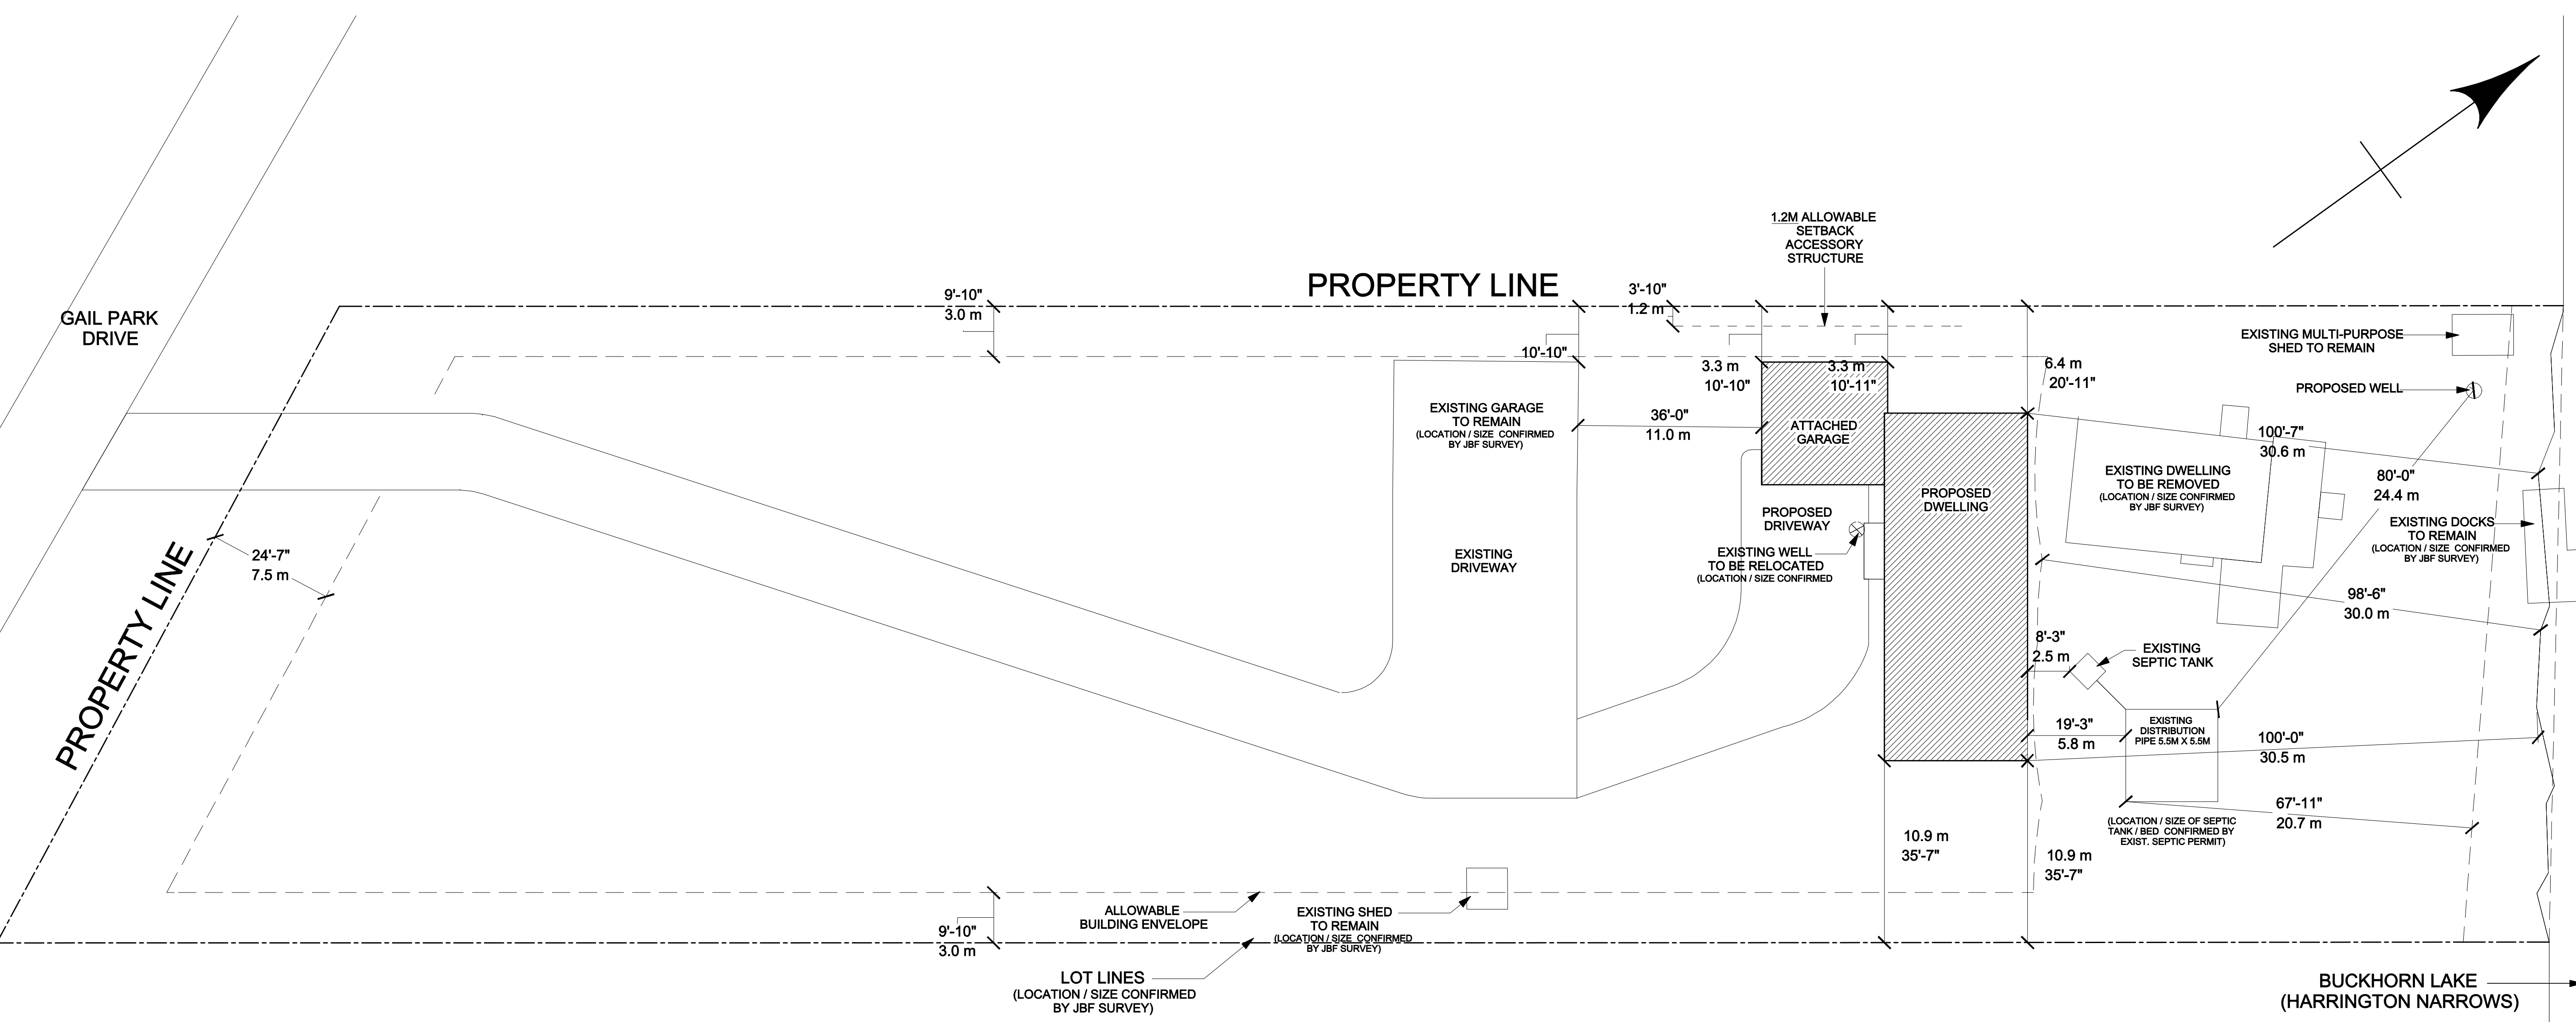 1.2M ALLOWABLE
SETBACK
ACCESSORY
STRUCTURE
PROPERTY LINE
GAIL PARK
DRIVE
9'-10"
3.0 m
3'-10"
1.2 m
10'-10"
3.3 m
10'-10"
3.3 m
10'-11"
6.4 m
20'-11"
EXISTING MULTI-PURPOSE
SHED TO REMAIN
PROPOSED WELL
EXISTING GARAGE
TO REMAIN
(LOCATION / SIZE CONFIRMED
BY JBF SURVEY)
36'-0"
11.0 m
ATTACHED
GARAGE
100'-7"
30.6 m
EXISTING DWELLING
TO BE REMOVED
(LOCATION / SIZE CONFIRMED
BY JBF SURVEY)
80'-0"
24.4 m
PROPOSED
DWELLING
PROPOSED
DRIVEWAY
EXISTING DOCKS
TO REMAIN
(LOCATION / SIZE CONFIRMED
BY JBF SURVEY)
EXISTING WELL
TO BE RELOCATED
(LOCATION / SIZE CONFIRMED
EXISTING
DRIVEWAY
24'-7"
7.5 m
PROPERTY LINE
98'-6"
30.0 m
8'-3"
2.5 m
EXISTING
SEPTIC TANK
19'-3"
5.8 m
EXISTING
DISTRIBUTION
PIPE 5.5M X 5.5M
100'-0"
30.5 m
67'-11"
20.7 m
(LOCATION / SIZE OF SEPTIC
TANK / BED CONFIRMED BY
EXIST. SEPTIC PERMIT)
10.9 m
35'-7"
10.9 m
35'-7"
ALLOWABLE
BUILDING ENVELOPE
EXISTING SHED
TO REMAIN
(LOCATION / SIZE CONFIRMED
BY JBF SURVEY)
9'-10"
3.0 m
LOT LINES
(LOCATION / SIZE CONFIRMED
BY JBF SURVEY)
BUCKHORN LAKE
(HARRINGTON NARROWS)